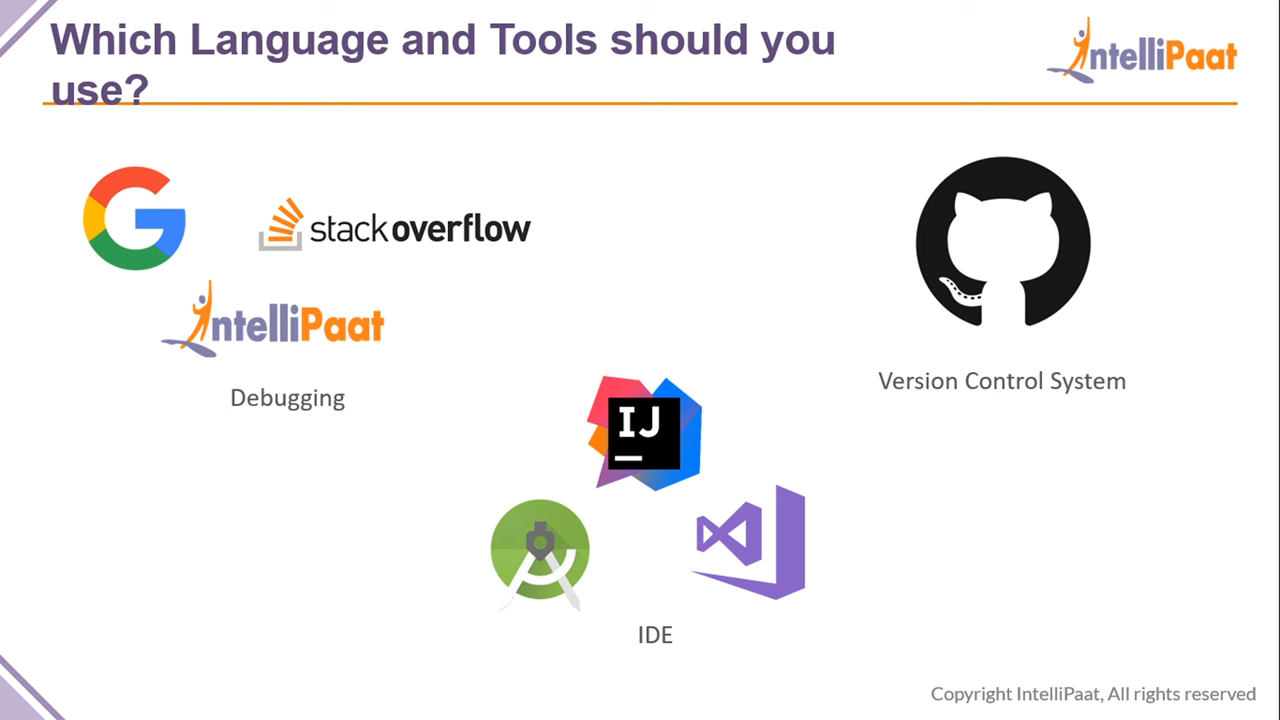 Which Language and Tools should you
use?
IntelliPaat
stackoverflow
IntelliPaat
Debugging
Version Control System
IJ
IDE
Copyright IntelliPaat, All rights reserved